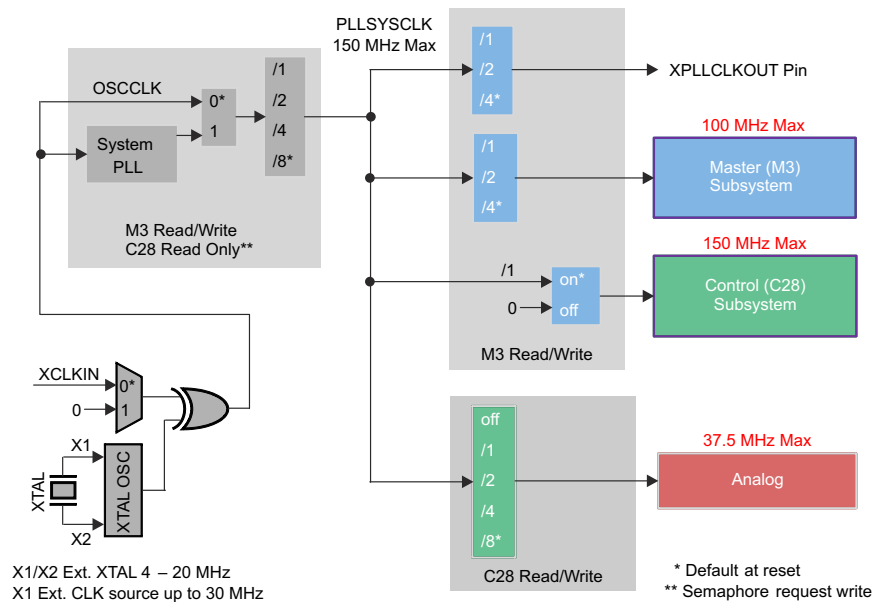 PLLSYSCLK
150 MHz Max
OSCCLK
0*
1
System
PLL
/1
/2
/4
/8*
M3 Read/Write
C28 Read Only**
/1
/2
/4*
XPLLCLKOUT Pin
/1
/2
/4*
100 MHz Max
Master (M3)
Subsystem
/1
0
on*
off
150 MHz Max
Control (C28)
Subsystem
M3 Read/Write
XCLKIN
0
0*
1
X1
XTAL
X2
XTAL OSC
off
/1
/2
/4
/8*
37.5 MHz Max
Analog
C28 Read/Write
X1/X2 Ext. XTAL 4 – 20 MHz
X1 Ext. CLK source up to 30 MHz
* Default at reset
** Semaphore request write